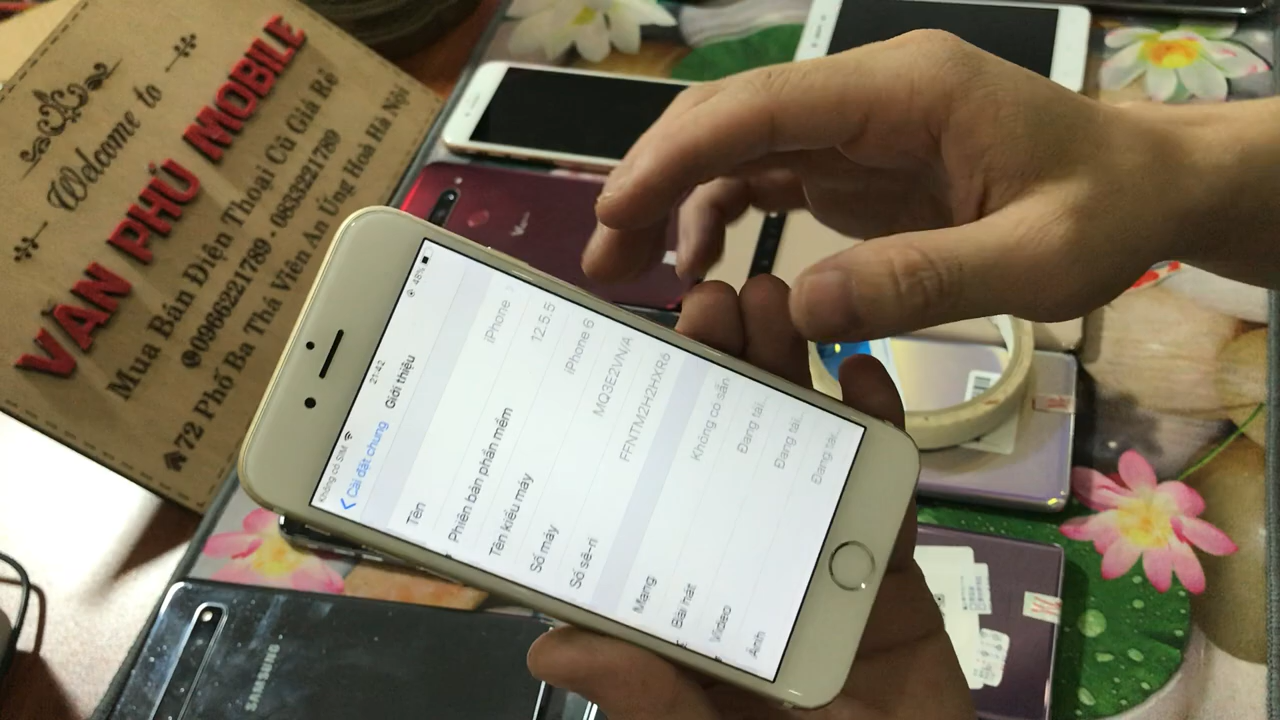 Welcome to
VĂN PHÚ MOBILE
Mua Bán Điện Thoại Cũ Giá Rẻ
0966221789 - 0833221789
72 Phố Ba Thá Viên An Ứng Hoà Hà Nội
Không có SIM 21:42 48%
Cài đặt chung Giới thiệu
Tên iPhone
Phiên bản phần mềm 12.5.5
Tên kiểu máy iPhone 6
Số máy MQ3E2VN/A
Số sê-ri FFNTM2H2HXR6
Mạng Không có sẵn
Bài hát Đang tải...
Video Đang tải...
Ảnh Đang tải...
SAMSUNG